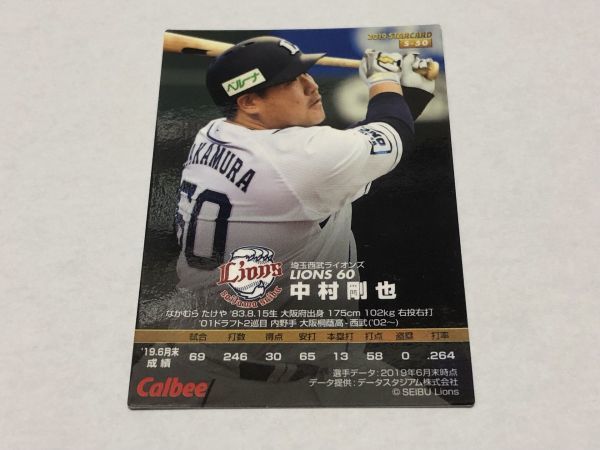 2019 STARCARD
S-50
ベルーナ
AKAMURA
60
Lions
埼玉西武ライオンズ
LIONS 60
中村剛也
なかむら たけや '83.8.15生 大阪府出身 175cm 102kg 右投右打
'01ドラフト2巡目 内野手 大阪桐蔭高-西武('02〜)
試合 打数 得点 安打 本塁打 打点 盗塁 打率
'19.6月末成績 69 246 30 65 13 58 0 .264
選手データ:2019年6月末時点
データ提供:データスタジアム株式会社
© SEIBU Lions
Calbee